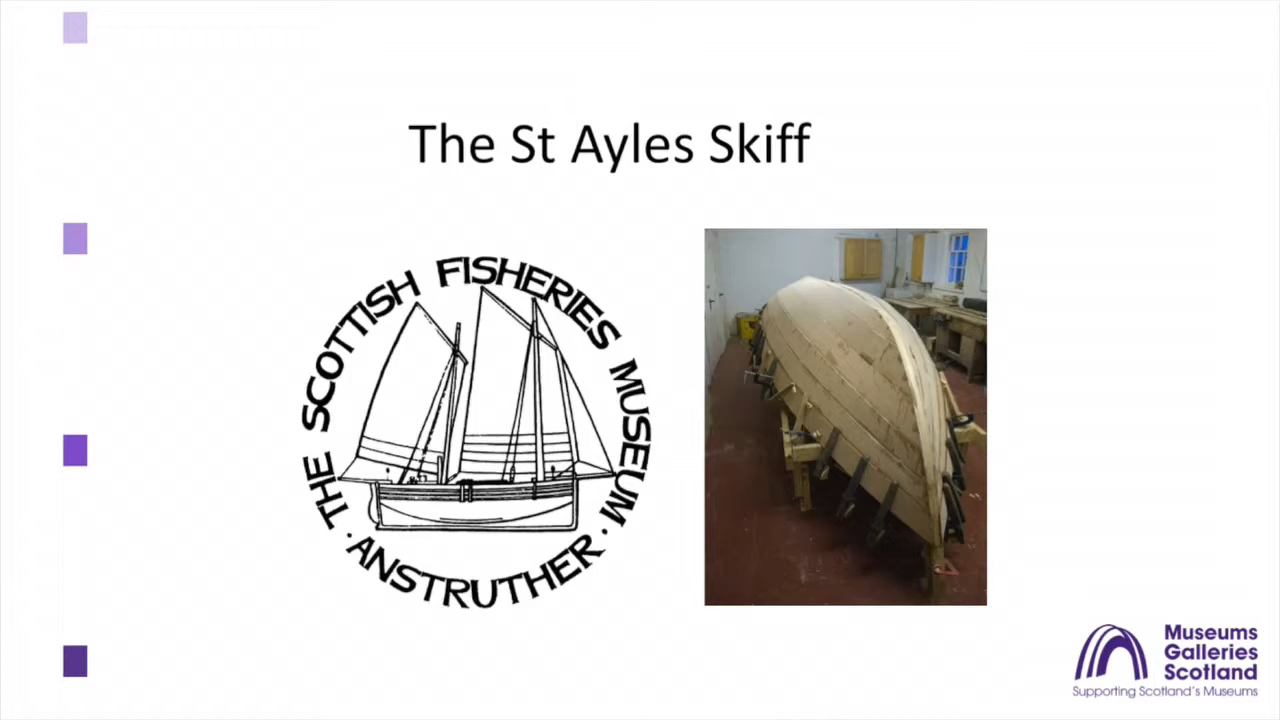 The St Ayles Skiff
THE SCOTTISH FISHERIES MUSEUM
· ANSTRUTHER ·
Museums
Galleries
Scotland
Supporting Scotland's Museums